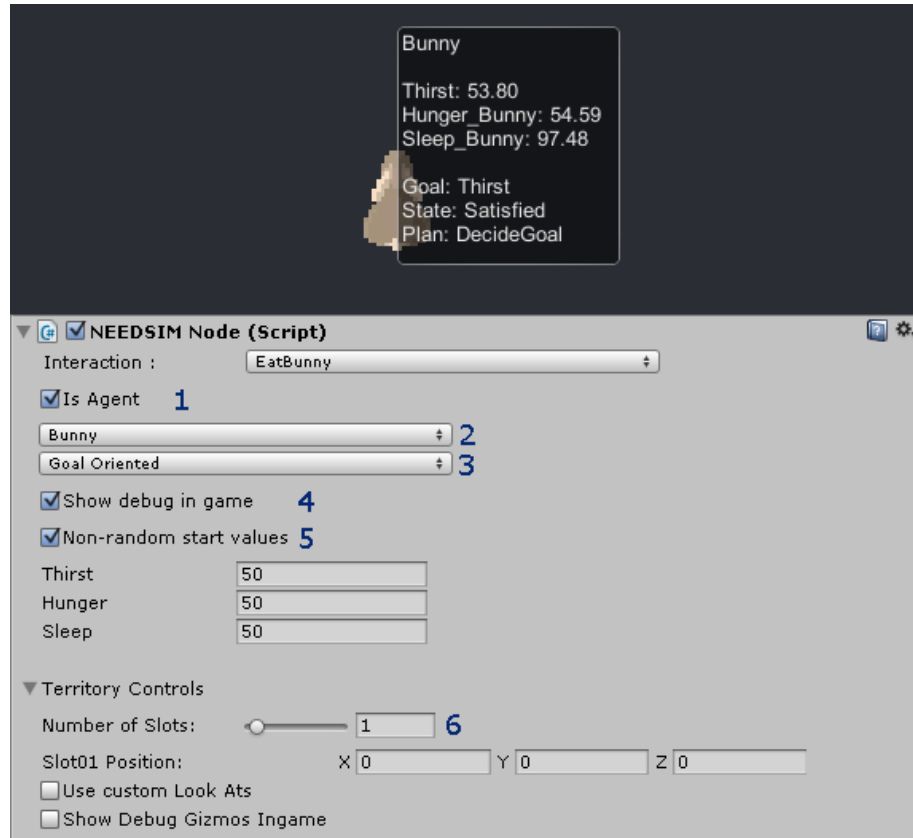 Bunny
Thirst: 53.80
Hunger_Bunny: 54.59
Sleep_Bunny: 97.48
Goal: Thirst
State: Satisfied
Plan: DecideGoal
C# NEEDSIM Node (Script) ?
Interaction : EatBunny
Is Agent 1
Bunny 2
Goal Oriented 3
Show debug in game 4
Non-random start values 5
Thirst 50
Hunger 50
Sleep 50
Territory Controls
Number of Slots: 1 6
Slot01 Position: X 0 Y 0 Z 0
Use custom Look Ats
Show Debug Gizmos Ingame